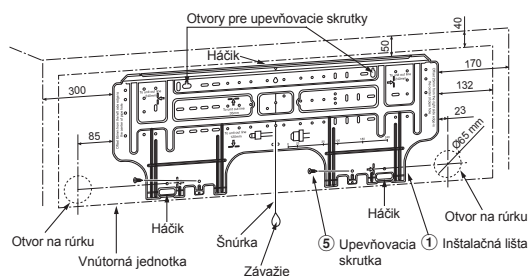 Otvory pre upevňovacie skrutky
Háčik
40
50
300
170
132
23
85
Ø65 mm
Háčik
Háčik
Otvor na rúrku
Otvor na rúrku
Šnúrka
5 Upevňovacia
skrutka
1 Inštalačná lišta
Vnútorná jednotka
Závažie